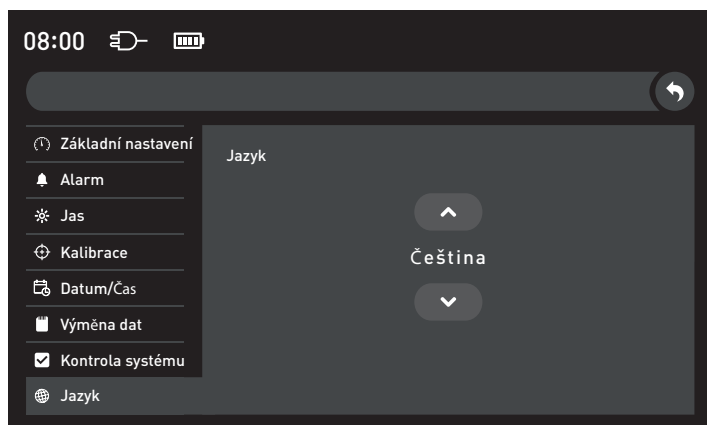 08:00
Základní nastavení
Alarm
Jas
Kalibrace
Datum/Čas
Výměna dat
Kontrola systému
Jazyk
Jazyk
Čeština